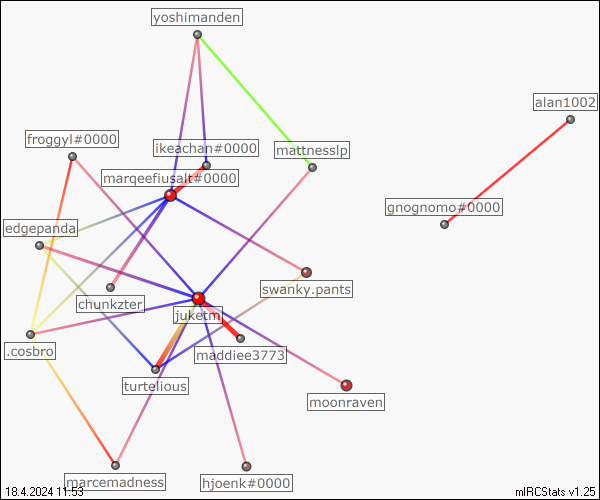 yoshimanden
alan1002
froggyl#0000
ikeachan#0000
mattnesslp
marqeefiusalt#0000
gnognomo#0000
edgepanda
swanky.pants
chunkzter
juketm
.cosbro
maddiee3773
turtelious
moonraven
marcemadness
hjoenk#0000
18.4.2024 11:53
mIRCStats v1.25